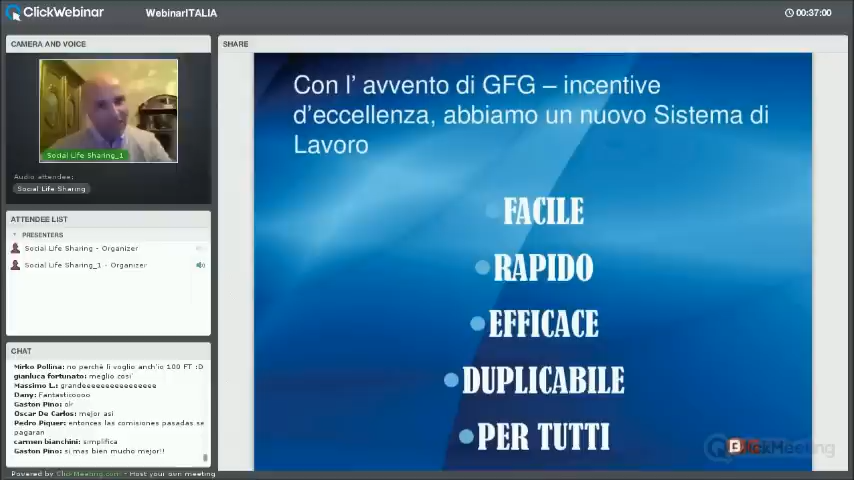 ClickWebinar
WebinarITALIA
00:37:00
CAMERA AND VOICE
Social Life Sharing_1
Audio attendee;
Social Life Sharing
ATTENDEE LIST
PRESENTERS
Social Life Sharing - Organizer
Social Life Sharing_1 - Organizer
CHAT
Mirko Pollina: no perchè li voglio anch'io 100 FT :D
gianluca fortunato: meglio cosi'
Massimo L.: grandeeeeeeeeeeeeeee
Dany: Fantasticoooo
Gaston Pino: ok
Oscar De Carlos: mejor asi
Pedro Piquer: entonces las comisiones pasadas se
pagaran
carmen bianchini: simplifica
Gaston Pino: si mas bien mucho mejor!!
Powered by ClickMeeting.com - Host your own meeting
SHARE
Con l' avvento di GFG – incentive
d'eccellenza, abbiamo un nuovo Sistema di
Lavoro
FACILE
RAPIDO
EFFICACE
DUPLICABILE
PER TUTTI
ClickMeeting